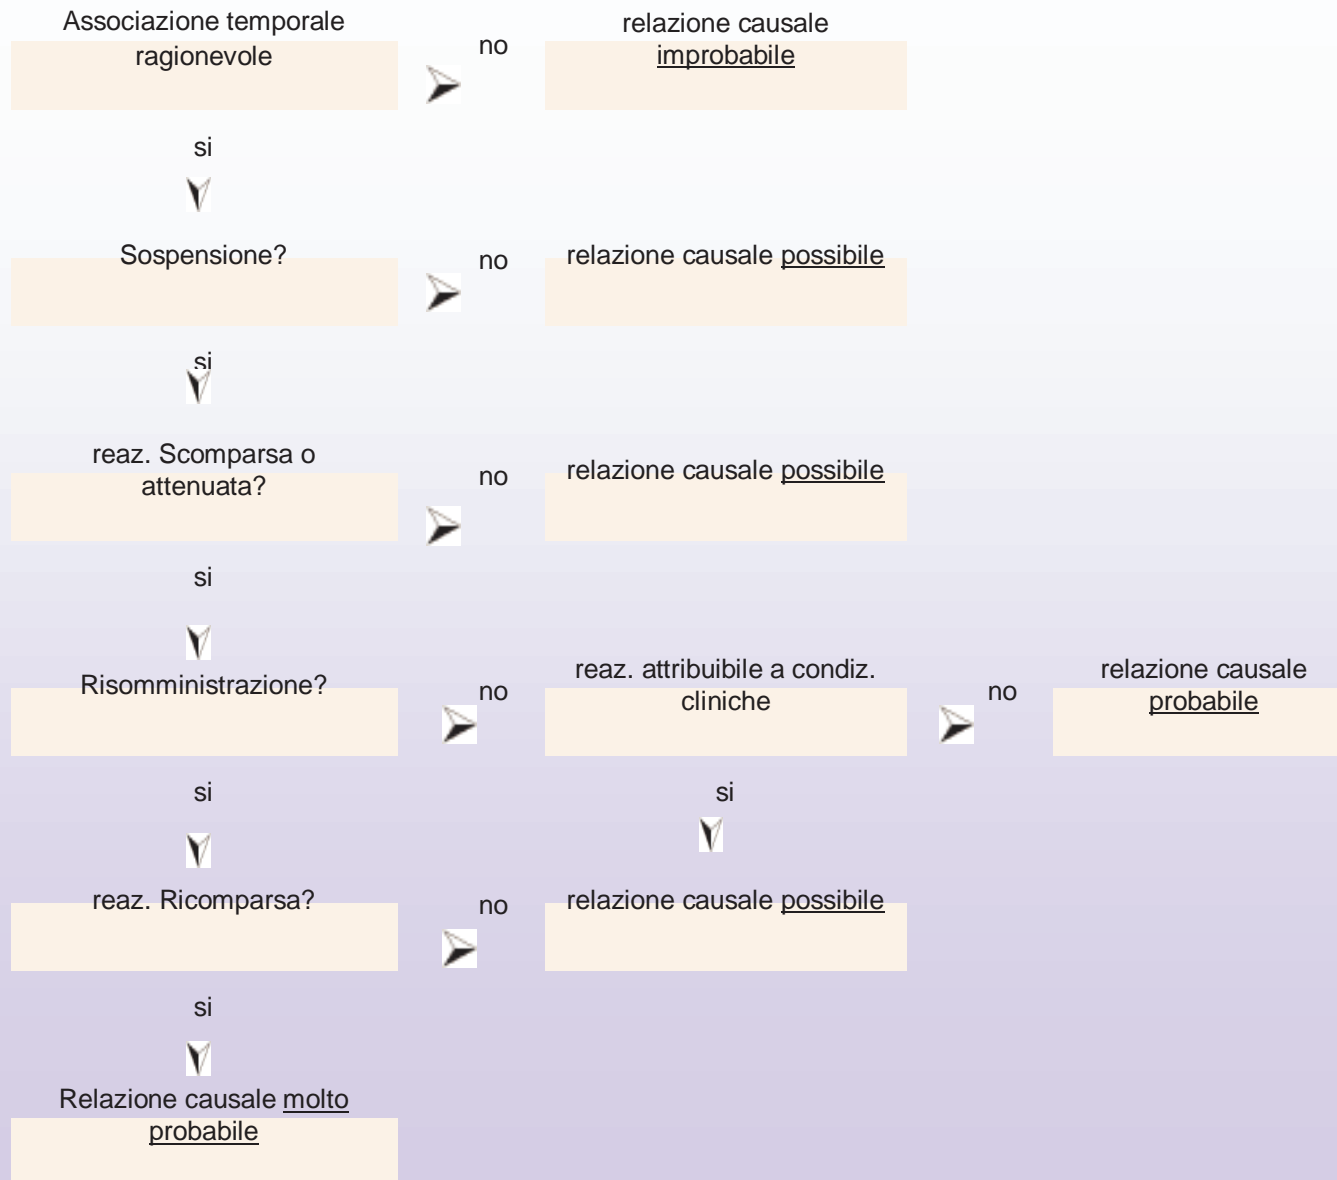 Associazione temporale
ragionevole
no
relazione causale
improbabile
si
Sospensione?
no
relazione causale possibile
si
reaz. Scomparsa o
attenuata?
no
relazione causale possibile
si
Risomministrazione?
no
reaz. attribuibile a condiz.
cliniche
no
relazione causale
probabile
si
si
reaz. Ricomparsa?
no
relazione causale possibile
si
Relazione causale molto
probabile